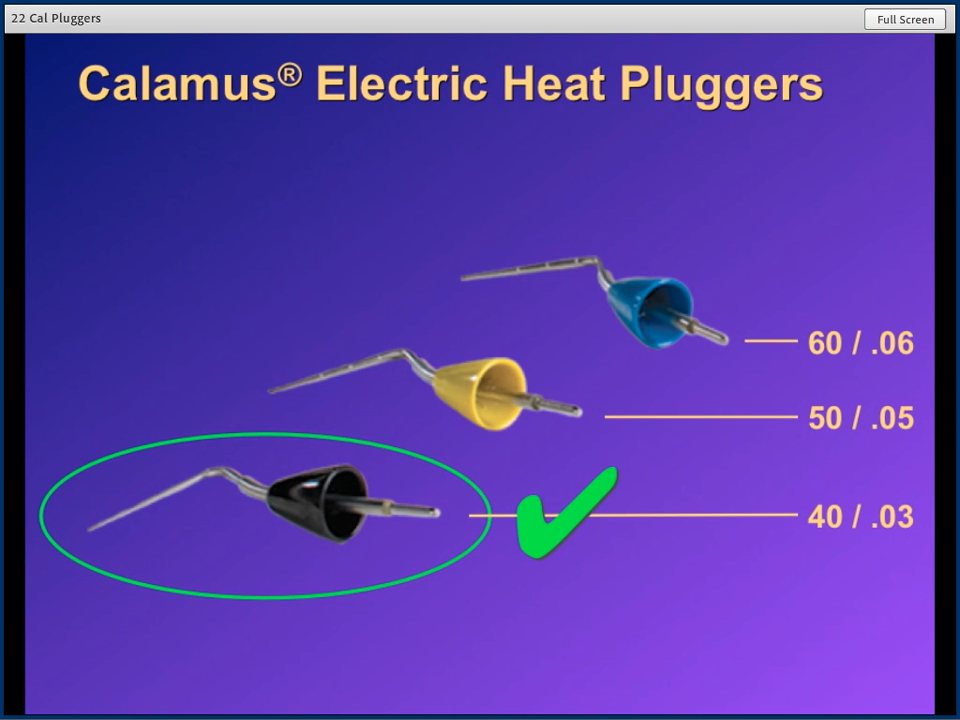 22 Cal Pluggers
Full Screen
Calamus® Electric Heat Pluggers
60 / .06
50 / .05
40 / .03